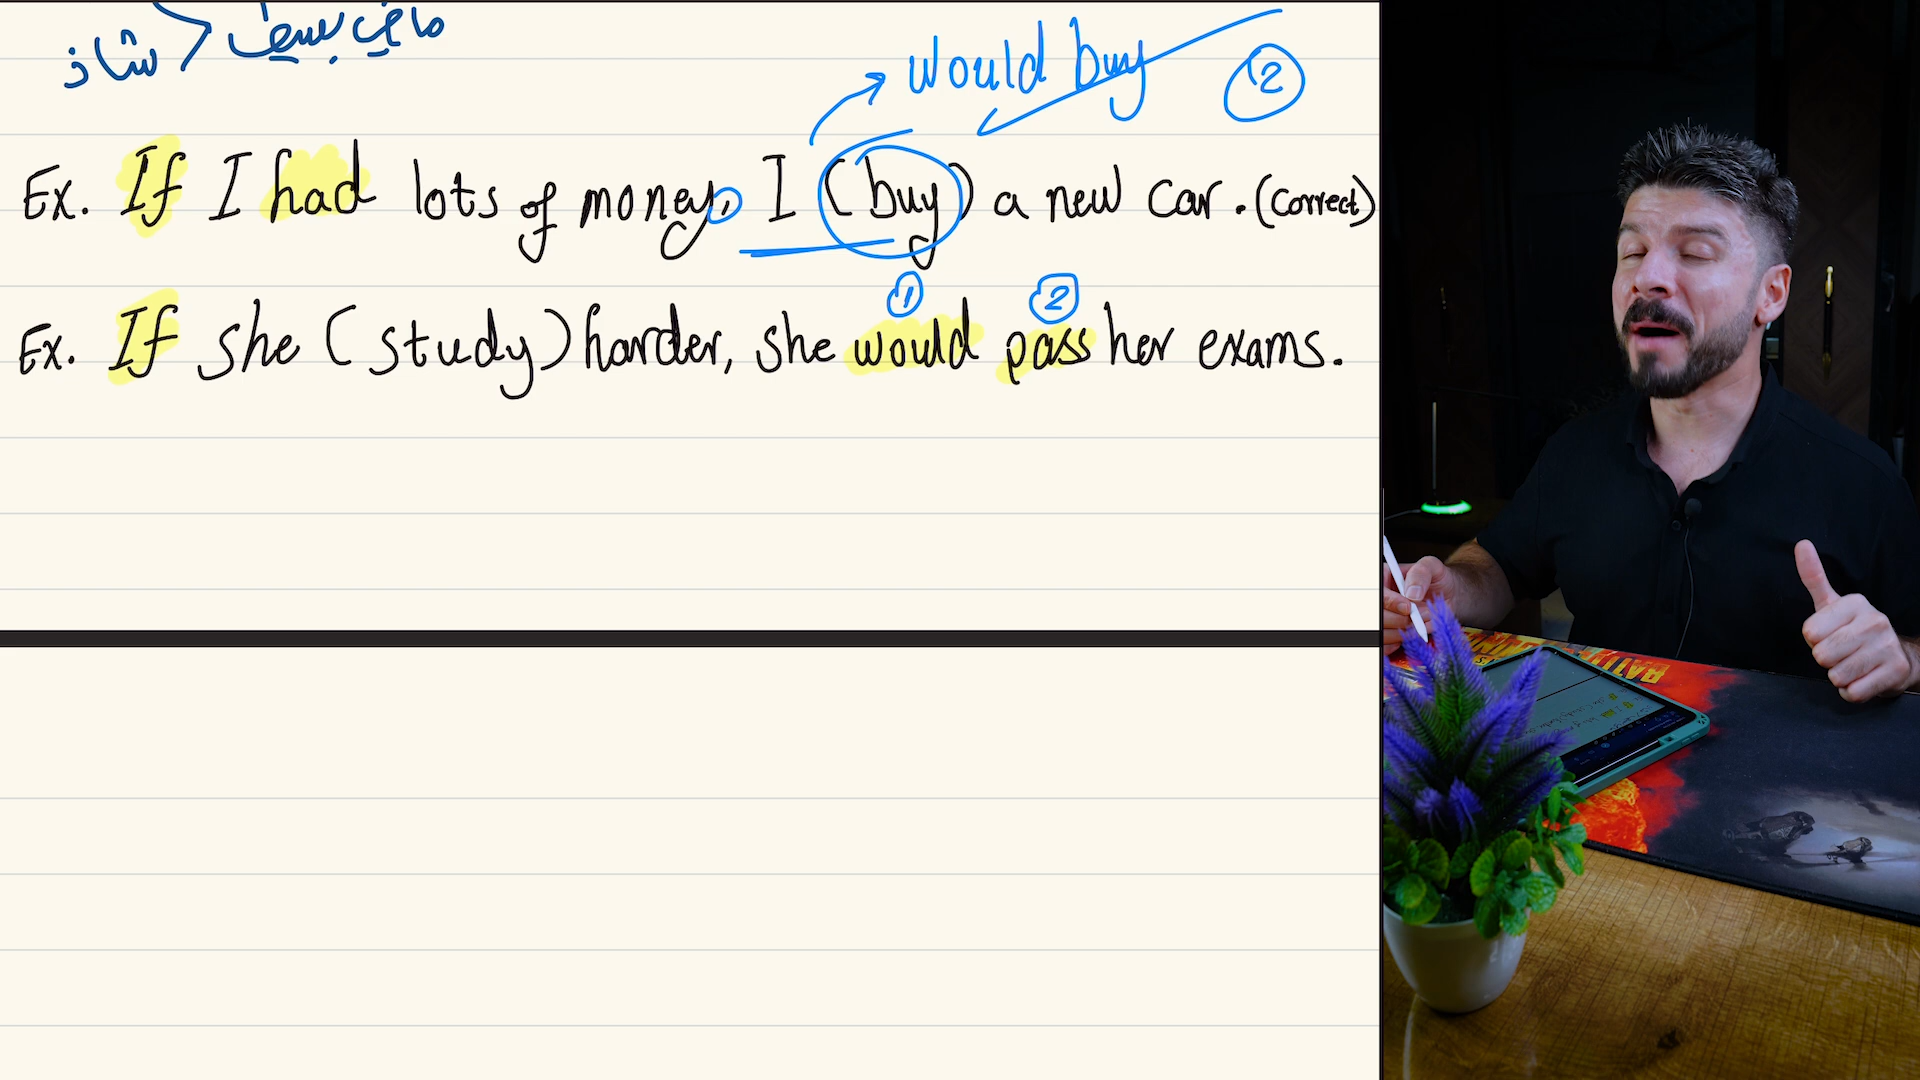 ماضي بسيط > شاذ
would buy ②
Ex. If I had lots of money, I (buy) a new car. (correct)
① ②
Ex. If she (study) harder, she would pass her exams.